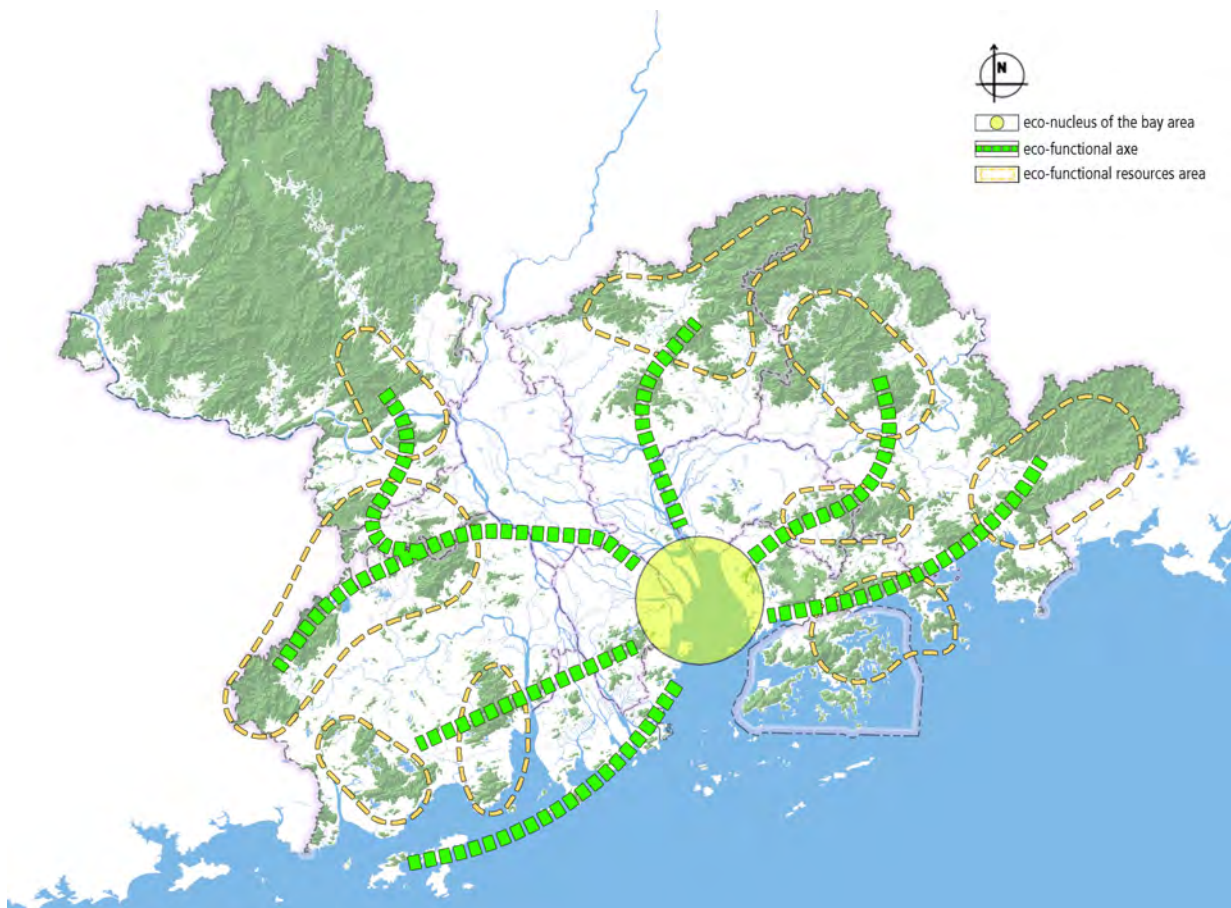 N
eco-nucleus of the bay area
eco-functional axe
eco-functional resources area